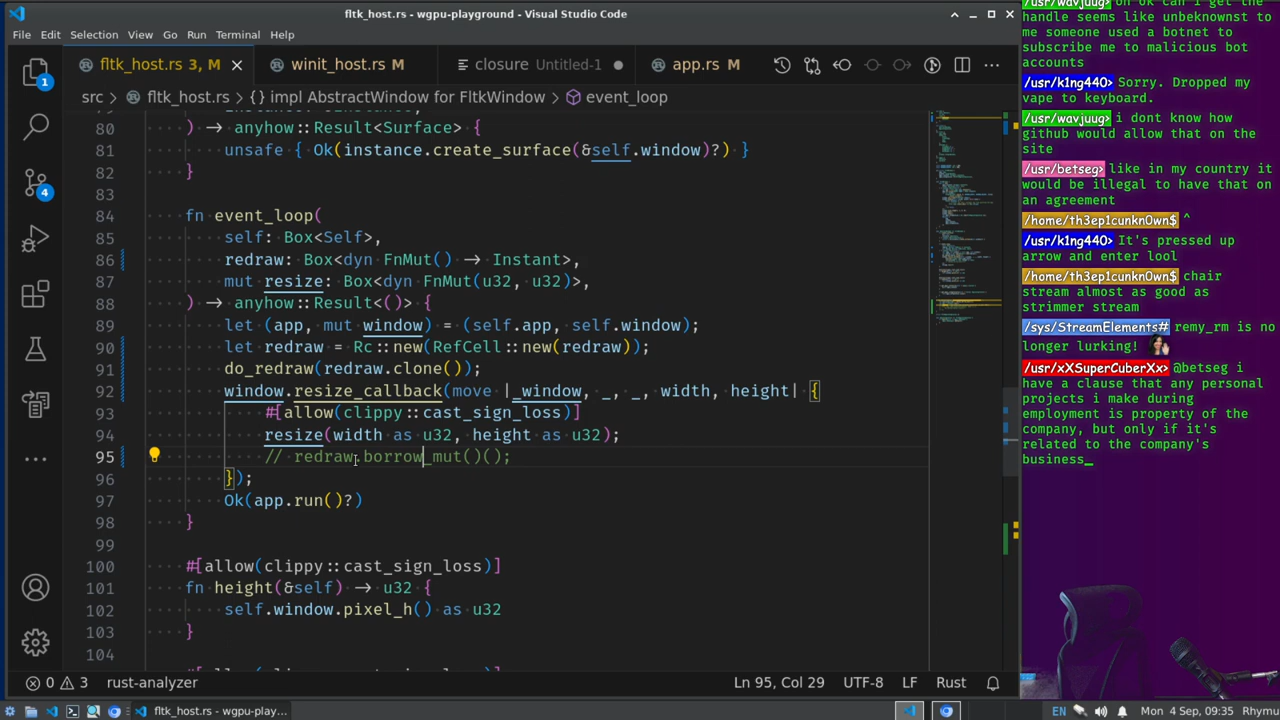 fltk_host.rs - wgpu-playground - Visual Studio Code
File Edit Selection View Go Run Terminal Help
fltk_host.rs 3, M
winit_host.rs M
closure Untitled-1
app.rs M
src > fltk_host.rs > {} impl AbstractWindow for FltkWindow > event_loop
80 ) → anyhow::Result<Surface> {
81 unsafe { Ok(instance.create_surface(&self.window)?) }
82 }
83
84 fn event_loop(
85 self: Box<Self>,
86 redraw: Box<dyn FnMut() → Instant>,
87 mut resize: Box<dyn FnMut(u32, u32)>,
88 ) → anyhow::Result<()> {
89 let (app, mut window) = (self.app, self.window);
90 let redraw = Rc::new(RefCell::new(redraw));
91 do_redraw(redraw.clone());
92 window.resize_callback(move |_window, _, _, width, height| {
93 #[allow(clippy::cast_sign_loss)]
94 resize(width as u32, height as u32);
95 // redraw.borrow_mut()();
96 });
97 Ok(app.run()?)
98 }
99
100 #[allow(clippy::cast_sign_loss)]
101 fn height(&self) → u32 {
102 self.window.pixel_h() as u32
103 }
104
1
4
0 3 rust-analyzer
Ln 95, Col 29 UTF-8 LF Rust
fltk_host.rs - wgpu-play...
EN Mon 4 Sep, 09:35 Rhymu
/usr/wavjuug> oh ok can i get the
handle seems like unbeknownst to
me someone used a botnet to
subscribe me to malicious bot
accounts
/usr/k1ng440> Sorry. Dropped my
vape to keyboard.
/usr/wavjuug> i dont know how
github would allow that on the
site
/usr/betseg> like in my country it
would be illegal to have that on
an agreement
/home/th3ep1cunkn0wn$ ^
/usr/k1ng440> It's pressed up
arrow and enter lool
/home/th3ep1cunkn0wn$ chair
stream almost as good as
strimmer stream
/sys/StreamElements# remy_rm is no
longer lurking!
/usr/xXSuperCuberXx> @betseg i
have a clause that any personal
projects i make during
employment is property of the
company, but only if it's
related to the company's
business_